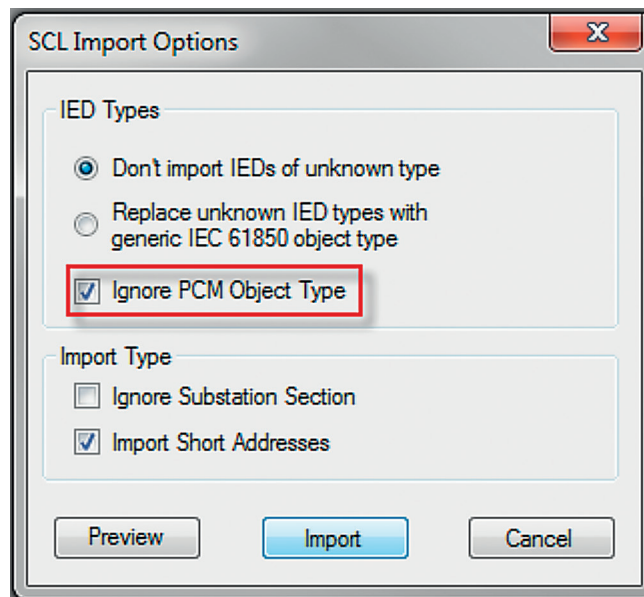 SCL Import Options
IED Types
Don't import IEDs of unknown type
Replace unknown IED types with
generic IEC 61850 object type
Ignore PCM Object Type
Import Type
Ignore Substation Section
Import Short Addresses
Preview Import Cancel